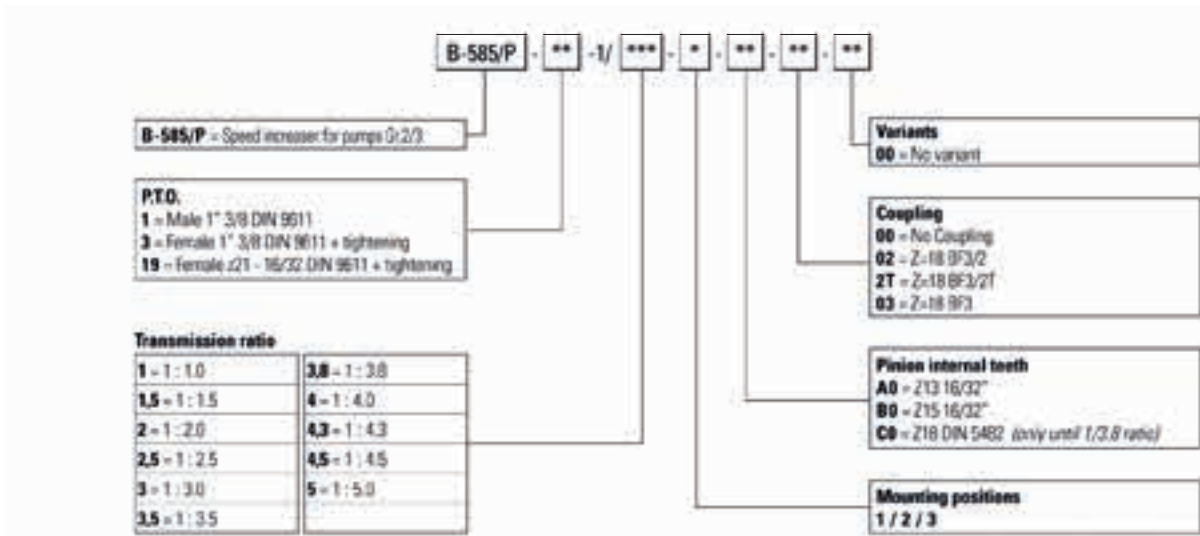 B-585/P - ** -1/ *** - * - ** - ** - **
B-585/P = Speed increaser for pumps Gr.2/3
P.T.O.
1 = Male 1" 3/8 DIN 9611
3 = Female 1" 3/8 DIN 9611 + tightening
19 = Female z21 - 16/32 DIN 9611 + tightening
Transmission ratio
1 = 1 : 1.0
1,5 = 1 : 1.5
2 = 1 : 2.0
2,5 = 1 : 2.5
3 = 1 : 3.0
3,5 = 1 : 3.5
3,8 = 1 : 3.8
4 = 1 : 4.0
4,3 = 1 : 4.3
4,5 = 1 : 4.5
5 = 1 : 5.0
Variants
00 = No variant
Coupling
00 = No Coupling
02 = Z=18 BF3/2
2T = Z=18 BF3/2T
03 = Z=18 BF3
Pinion internal teeth
A0 = Z13 16/32"
B0 = Z15 16/32"
C0 = Z18 DIN 5482 (only until 1/3.8 ratio)
Mounting positions
1 / 2 / 3